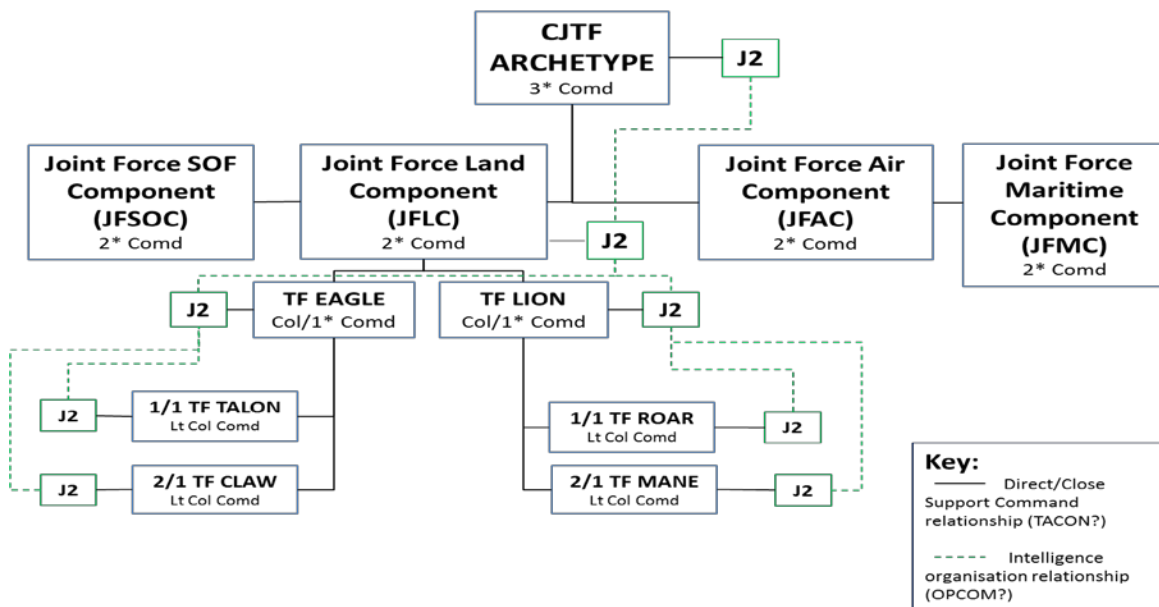 CJTF
ARCHETYPE
3* Comd
J2
Joint Force SOF
Component
(JFSOC)
2* Comd
Joint Force Land
Component
(JFLC)
2* Comd
J2
Joint Force Air
Component
(JFAC)
2* Comd
Joint Force
Maritime
Component
(JFMC)
2* Comd
J2
TF EAGLE
Col/1* Comd
TF LION
Col/1* Comd
J2
J2
1/1 TF TALON
Lt Col Comd
1/1 TF ROAR
Lt Col Comd
J2
J2
2/1 TF CLAW
Lt Col Comd
2/1 TF MANE
Lt Col Comd
J2
Key:
Direct/Close
Support Command
relationship (TACON?)
Intelligence
organisation relationship
(OPCOM?)